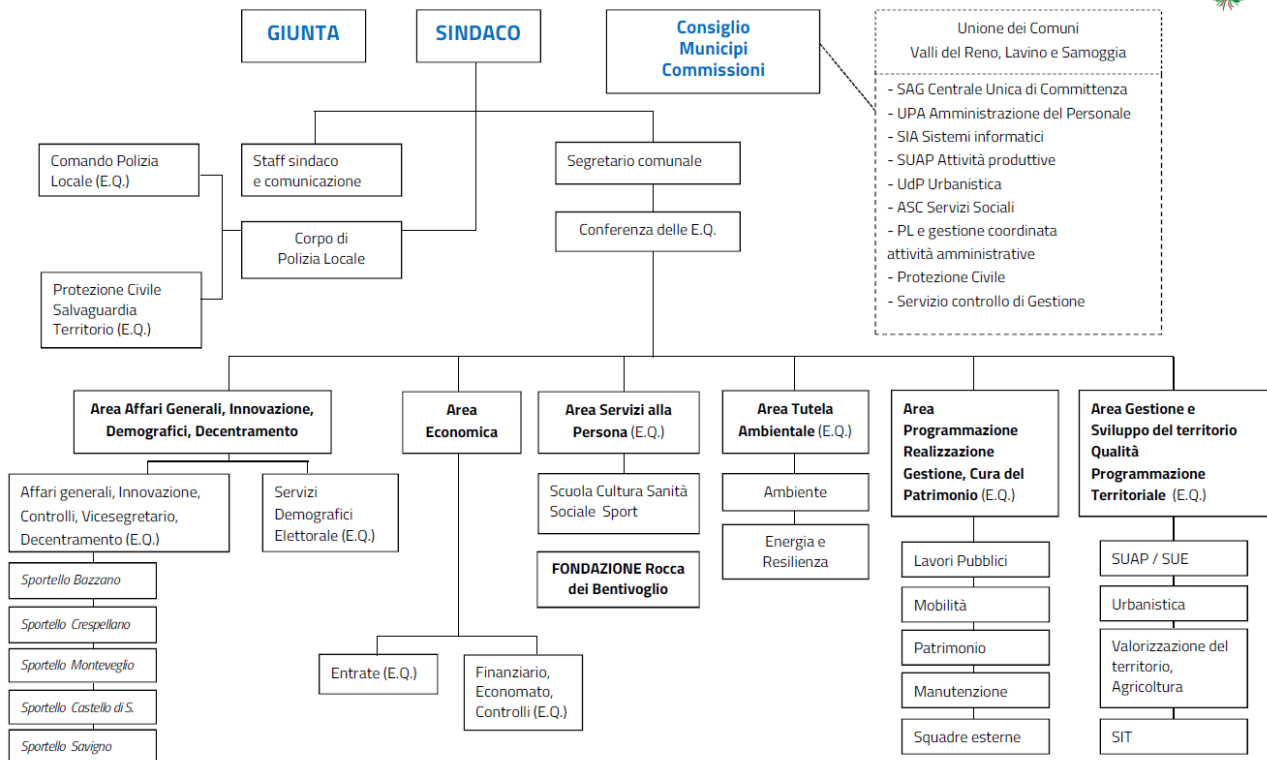 GIUNTA
SINDACO
Consiglio
Municipi
Commissioni
Unione dei Comuni
Valli del Reno, Lavino e Samoggia
- SAG Centrale Unica di Committenza
- UPA Amministrazione del Personale
- SIA Sistemi informatici
- SUAP Attività produttive
- UdP Urbanistica
- ASC Servizi Sociali
- PL e gestione coordinata
attività amministrative
- Protezione Civile
- Servizio controllo di Gestione
Comando Polizia
Locale (E.Q.)
Staff sindaco
e comunicazione
Segretario comunale
Corpo di
Polizia Locale
Conferenza delle E.Q.
Protezione Civile
Salvaguardia
Territorio (E.Q.)
Area Affari Generali, Innovazione,
Demografici, Decentramento
Area
Economica
Area Servizi alla
Persona (E.Q.)
Area Tutela
Ambientale (E.Q.)
Area
Programmazione
Realizzazione
Gestione, Cura del
Patrimonio (E.Q.)
Area Gestione e
Sviluppo del territorio
Qualità
Programmazione
Territoriale (E.Q.)
Affari generali, Innovazione,
Controlli, Vicesegretario,
Decentramento (E.Q.)
Servizi
Demografici
Elettorale (E.Q.)
Scuola Cultura Sanità
Sociale Sport
FONDAZIONE Rocca
dei Bentivoglio
Ambiente
Energia e
Resilienza
Sportello Bazzano
Sportello Crespellano
Sportello Monteveglio
Sportello Castello di S.
Sportello Savigno
Entrate (E.Q.)
Finanziario,
Economato,
Controlli (E.Q.)
Lavori Pubblici
Mobilità
Patrimonio
Manutenzione
Squadre esterne
SUAP / SUE
Urbanistica
Valorizzazione del
territorio,
Agricoltura
SIT